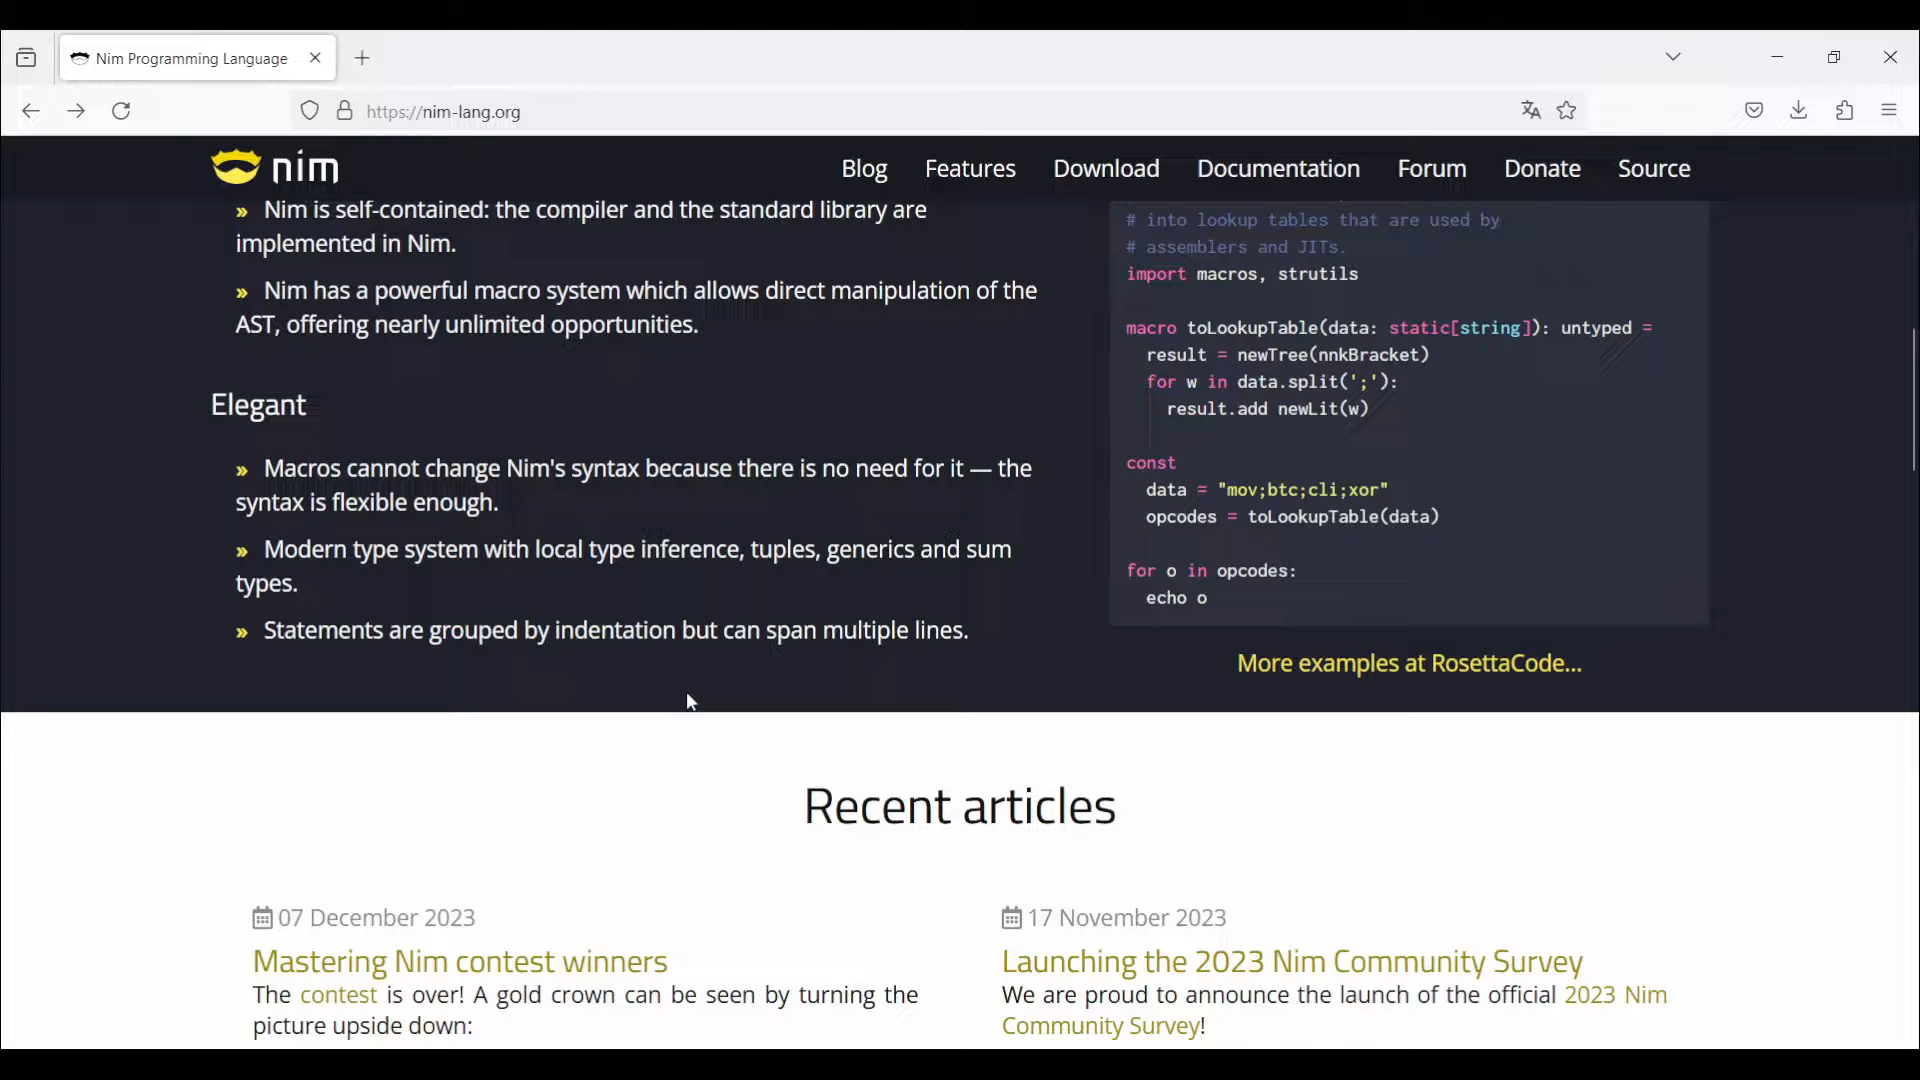 Nim Programming Language
https://nim-lang.org
nim
Blog
Features
Download
Documentation
Forum
Donate
Source
» Nim is self-contained: the compiler and the standard library are
implemented in Nim.
» Nim has a powerful macro system which allows direct manipulation of the
AST, offering nearly unlimited opportunities.
Elegant
» Macros cannot change Nim's syntax because there is no need for it — the
syntax is flexible enough.
» Modern type system with local type inference, tuples, generics and sum
types.
» Statements are grouped by indentation but can span multiple lines.
# into lookup tables that are used by
# assemblers and JITs.
import macros, strutils
macro toLookupTable(data: static[string]): untyped =
result = newTree(nnkBracket)
for w in data.split(';'):
result.add newLit(w)
const
data = "mov;btc;cli;xor"
opcodes = toLookupTable(data)
for o in opcodes:
echo o
More examples at RosettaCode...
Recent articles
07 December 2023
Mastering Nim contest winners
The contest is over! A gold crown can be seen by turning the
picture upside down:
17 November 2023
Launching the 2023 Nim Community Survey
We are proud to announce the launch of the official 2023 Nim
Community Survey!